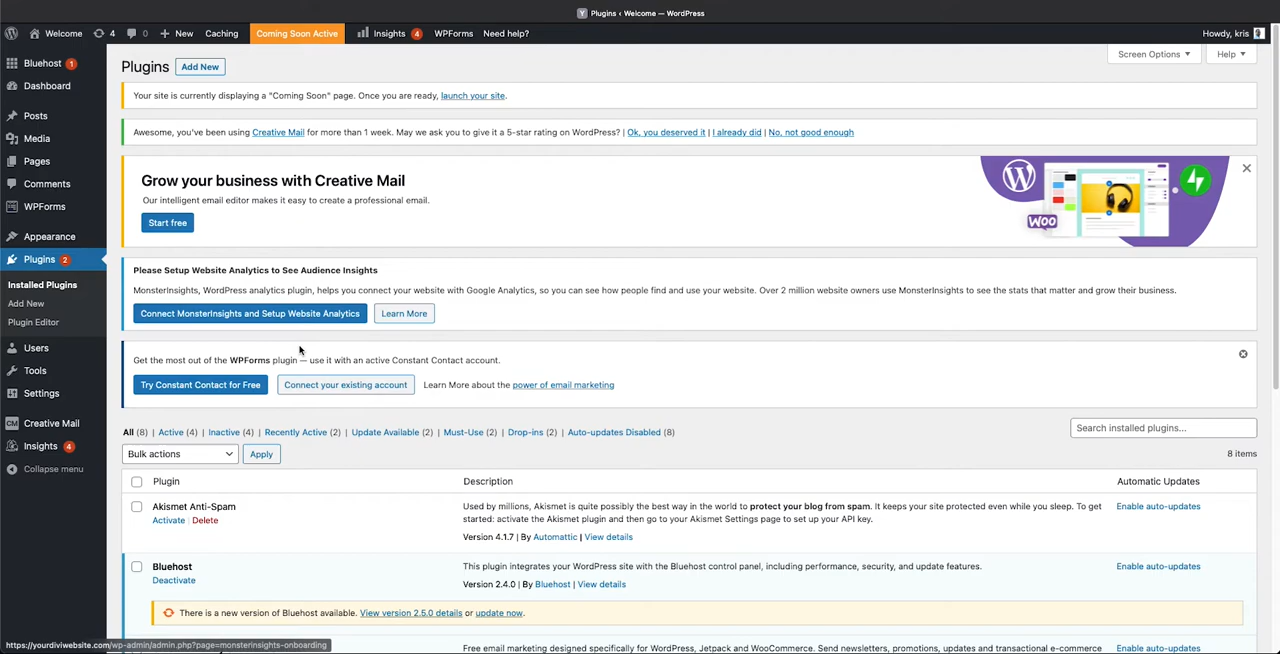 Plugins ‹ Welcome — WordPress
Welcome 4 0 New Caching Coming Soon Active Insights 4 WPForms Need help? Howdy, kris
Bluehost 1
Dashboard
Posts
Media
Pages
Comments
WPForms
Appearance
Plugins 2
Installed Plugins
Add New
Plugin Editor
Users
Tools
Settings
Creative Mail
Insights 4
Collapse menu
Screen Options Help
Plugins Add New
Your site is currently displaying a "Coming Soon" page. Once you are ready, launch your site.
Awesome, you've been using Creative Mail for more than 1 week. May we ask you to give it a 5-star rating on WordPress? | Ok, you deserved it | I already did | No, not good enough
Grow your business with Creative Mail
Our intelligent email editor makes it easy to create a professional email.
Start free
WOO
Please Setup Website Analytics to See Audience Insights
MonsterInsights, WordPress analytics plugin, helps you connect your website with Google Analytics, so you can see how people find and use your website. Over 2 million website owners use MonsterInsights to see the stats that matter and grow their business.
Connect MonsterInsights and Setup Website Analytics Learn More
Get the most out of the WPForms plugin — use it with an active Constant Contact account.
Try Constant Contact for Free Connect your existing account Learn More about the power of email marketing
All (8) | Active (4) | Inactive (4) | Recently Active (2) | Update Available (2) | Must-Use (2) | Drop-ins (2) | Auto-updates Disabled (8)
Search installed plugins...
Bulk actions Apply 8 items
Plugin Description Automatic Updates
Akismet Anti-Spam
Activate | Delete
Used by millions, Akismet is quite possibly the best way in the world to protect your blog from spam. It keeps your site protected even while you sleep. To get
started: activate the Akismet plugin and then go to your Akismet Settings page to set up your API key.
Version 4.1.7 | By Automattic | View details
Enable auto-updates
Bluehost
Deactivate
This plugin integrates your WordPress site with the Bluehost control panel, including performance, security, and update features.
Version 2.4.0 | By Bluehost | View details
Enable auto-updates
There is a new version of Bluehost available. View version 2.5.0 details or update now.
Free email marketing designed specifically for WordPress, Jetpack and WooCommerce. Send newsletters, promotions, updates and transactional e-commerce
Enable auto-updates
https://yourdiviwebsite.com/wp-admin/admin.php?page=monsterinsights-onboarding